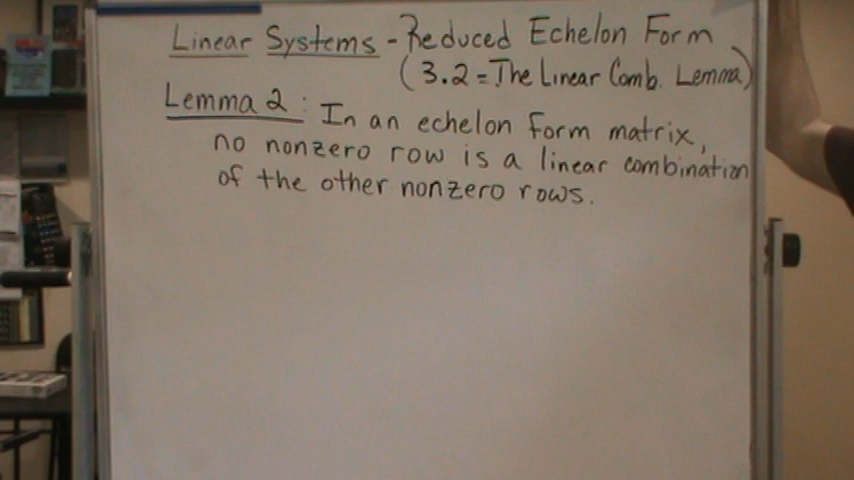 Linear Systems - Reduced Echelon Form
(3.2 = The Linear Comb. Lemma)
Lemma 2 : In an echelon form matrix,
no nonzero row is a linear combination
of the other nonzero rows.